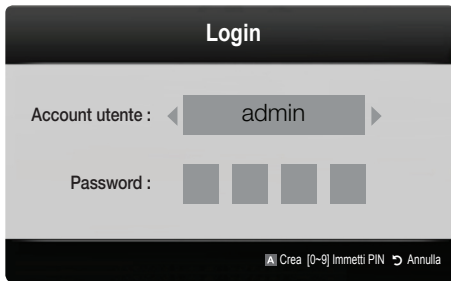 Login
Account utente : admin
Password :
A Crea [0~9] Immetti PIN Annulla